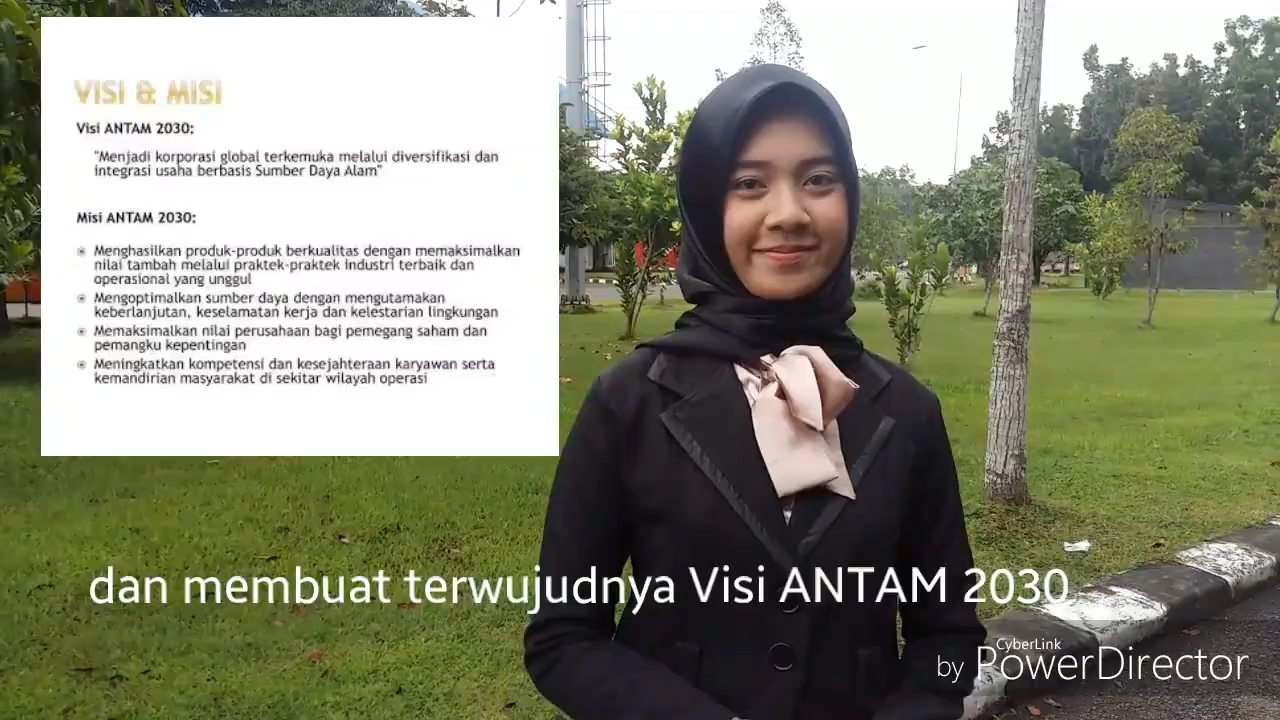 VISI & MISI
Visi ANTAM 2030:
"Menjadi korporasi global terkemuka melalui diversifikasi dan
integrasi usaha berbasis Sumber Daya Alam"
Misi ANTAM 2030:
Menghasilkan produk-produk berkualitas dengan memaksimalkan
nilai tambah melalui praktek-praktek industri terbaik dan
operasional yang unggul
Mengoptimalkan sumber daya dengan mengutamakan
keberlanjutan, keselamatan kerja dan kelestarian lingkungan
Memaksimalkan nilai perusahaan bagi pemegang saham dan
pemangku kepentingan
Meningkatkan kompetensi dan kesejahteraan karyawan serta
kemandirian masyarakat di sekitar wilayah operasi
dan membuat terwujudnya Visi ANTAM 2030
CyberLink
by PowerDirector